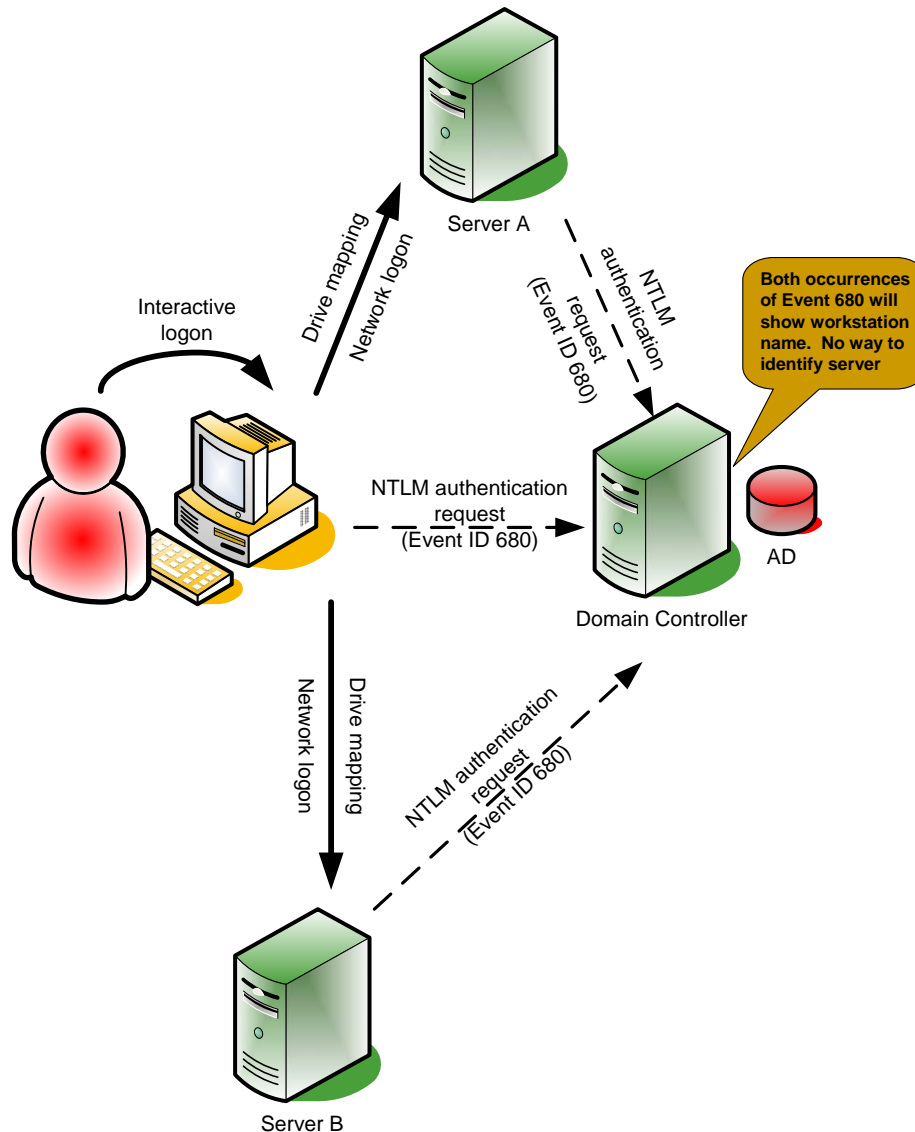 Server A
Interactive
logon
Drive mapping
Network logon
NTLM
authentication
request
(Event ID 680)
Both occurrences
of Event 680 will
show workstation
name.  No way to
identify server
NTLM authentication
request
(Event ID 680)
AD
Domain Controller
Drive mapping
Network logon
NTLM authentication
request
(Event ID 680)
Server B